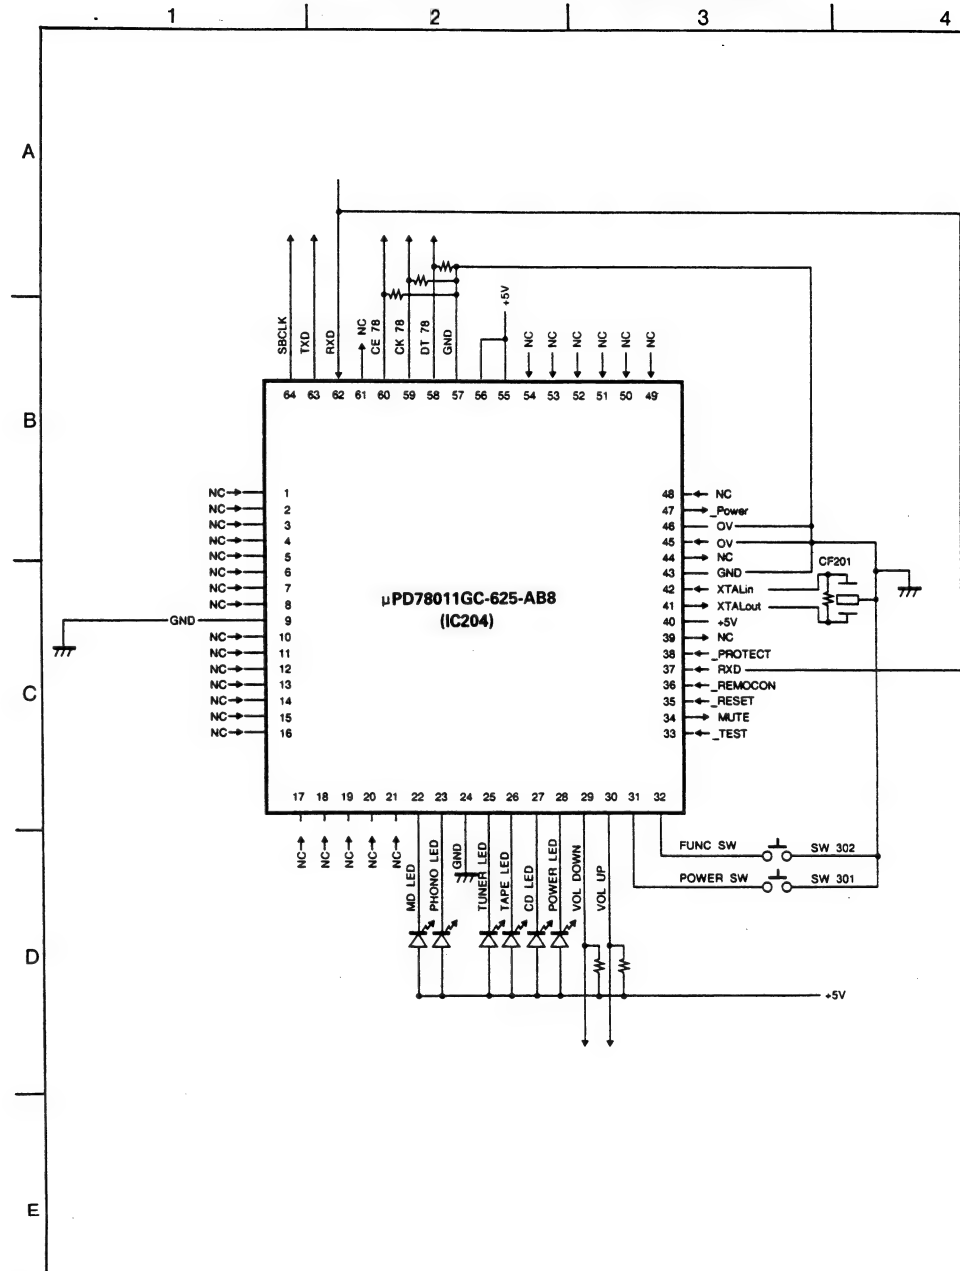 1 2 3 4
A
B
C
D
E
SBCLK
TXD
RXD
NC
CE 78
CK 78
DT 78
GND
+5V
NC NC NC NC NC NC
64 63 62 61 60 59 58 57 56 55 54 53 52 51 50 49
NC 1
NC 2
NC 3
NC 4
NC 5
NC 6
NC 7
NC 8
GND 9
NC 10
NC 11
NC 12
NC 13
NC 14
NC 15
NC 16
μPD78011GC-625-AB8
(IC204)
48 NC
47 _Power
46 OV
45 OV
44 NC
43 GND
42 XTALin
41 XTALout
40 +5V
39 NC
38 _PROTECT
37 RXD
36 _REMOCON
35 _RESET
34 MUTE
33 _TEST
CF201
17 18 19 20 21 22 23 24 25 26 27 28 29 30 31 32
NC NC NC NC NC
MD LED
PHONO LED
GND
TUNER LED
TAPE LED
CD LED
POWER LED
VOL DOWN
VOL UP
FUNC SW SW 302
POWER SW SW 301
+5V